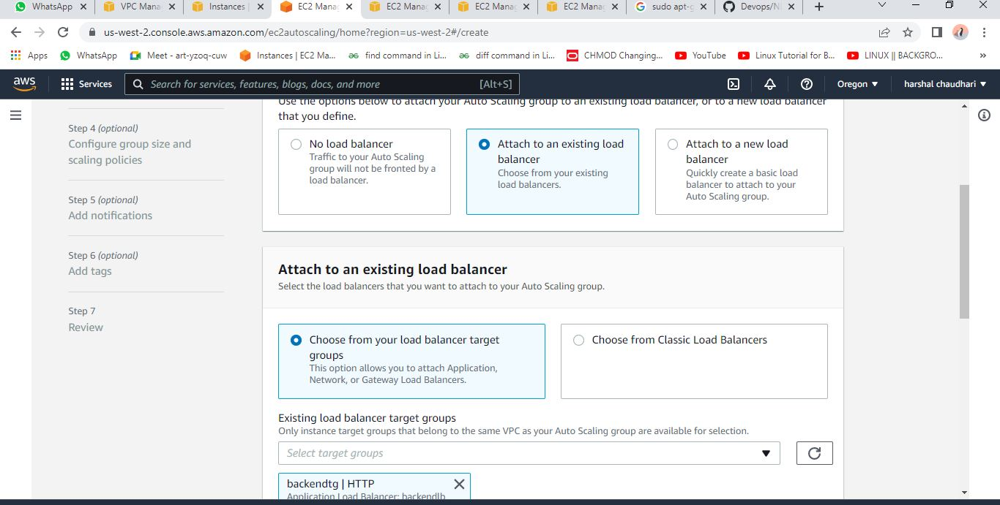 WhatsApp
VPC Mana
Instances
EC2 Mana
EC2 Mana
EC2 Mana
EC2 Mana
sudo apt-g
Devops/N
us-west-2.console.aws.amazon.com/ec2autoscaling/home?region=us-west-2#/create
Apps
WhatsApp
Meet - art-yzoq-cuw
Instances | EC2 Ma...
find command in Li...
diff command in Li...
CHMOD Changing...
YouTube
Linux Tutorial for B...
LINUX || BACKGRO...
»
aws
Services
Search for services, features, blogs, docs, and more
[Alt+S]
Oregon
harshal chaudhari
Step 4 (optional)
Configure group size and
scaling policies
Step 5 (optional)
Add notifications
Step 6 (optional)
Add tags
Step 7
Review
Use the options below to attach your Auto Scaling group to an existing load balancer, or to a new load balancer
that you define.
No load balancer
Traffic to your Auto Scaling
group will not be fronted by a
load balancer.
Attach to an existing load
balancer
Choose from your existing
load balancers.
Attach to a new load
balancer
Quickly create a basic load
balancer to attach to your
Auto Scaling group.
Attach to an existing load balancer
Select the load balancers that you want to attach to your Auto Scaling group.
Choose from your load balancer target
groups
This option allows you to attach Application,
Network, or Gateway Load Balancers.
Choose from Classic Load Balancers
Existing load balancer target groups
Only instance target groups that belong to the same VPC as your Auto Scaling group are available for selection.
Select target groups
backendtg | HTTP
Application Load Balancer: backendlb